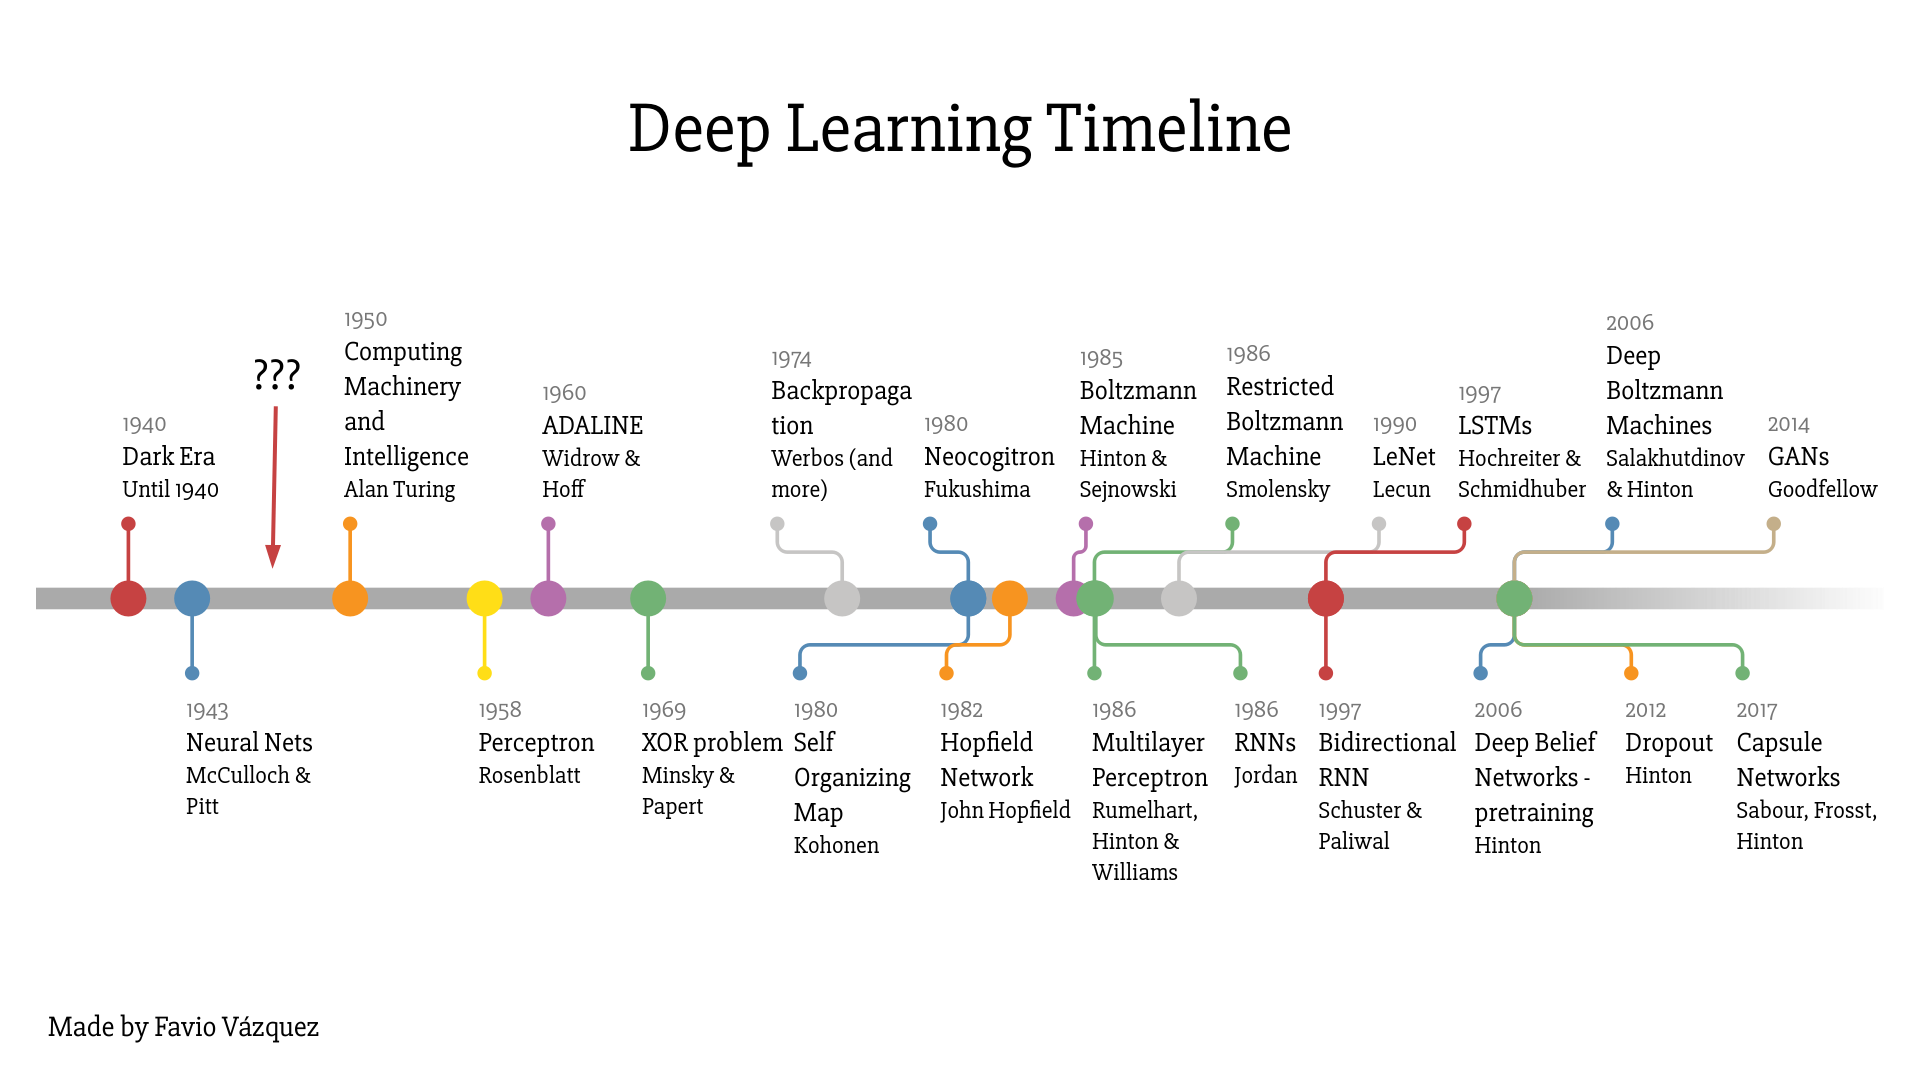 Deep Learning Timeline
1940
Dark Era
Until 1940
???
1950
Computing
Machinery
and
Intelligence
Alan Turing
1960
ADALINE
Widrow &
Hoff
1974
Backpropaga
tion
Werbos (and
more)
1980
Neocogitron
Fukushima
1985
Boltzmann
Machine
Hinton &
Sejnowski
1986
Restricted
Boltzmann
Machine
Smolensky
1990
LeNet
Lecun
1997
LSTMs
Hochreiter &
Schmidhuber
2006
Deep
Boltzmann
Machines
Salakhutdinov
& Hinton
2014
GANs
Goodfellow
1943
Neural Nets
McCulloch &
Pitt
1958
Perceptron
Rosenblatt
1969
XOR problem
Minsky &
Papert
1980
Self
Organizing
Map
Kohonen
1982
Hopfield
Network
John Hopfield
1986
Multilayer
Perceptron
Rumelhart,
Hinton &
Williams
1986
RNNs
Jordan
1997
Bidirectional
RNN
Schuster &
Paliwal
2006
Deep Belief
Networks -
pretraining
Hinton
2012
Dropout
Hinton
2017
Capsule
Networks
Sabour, Frosst,
Hinton
Made by Favio Vázquez